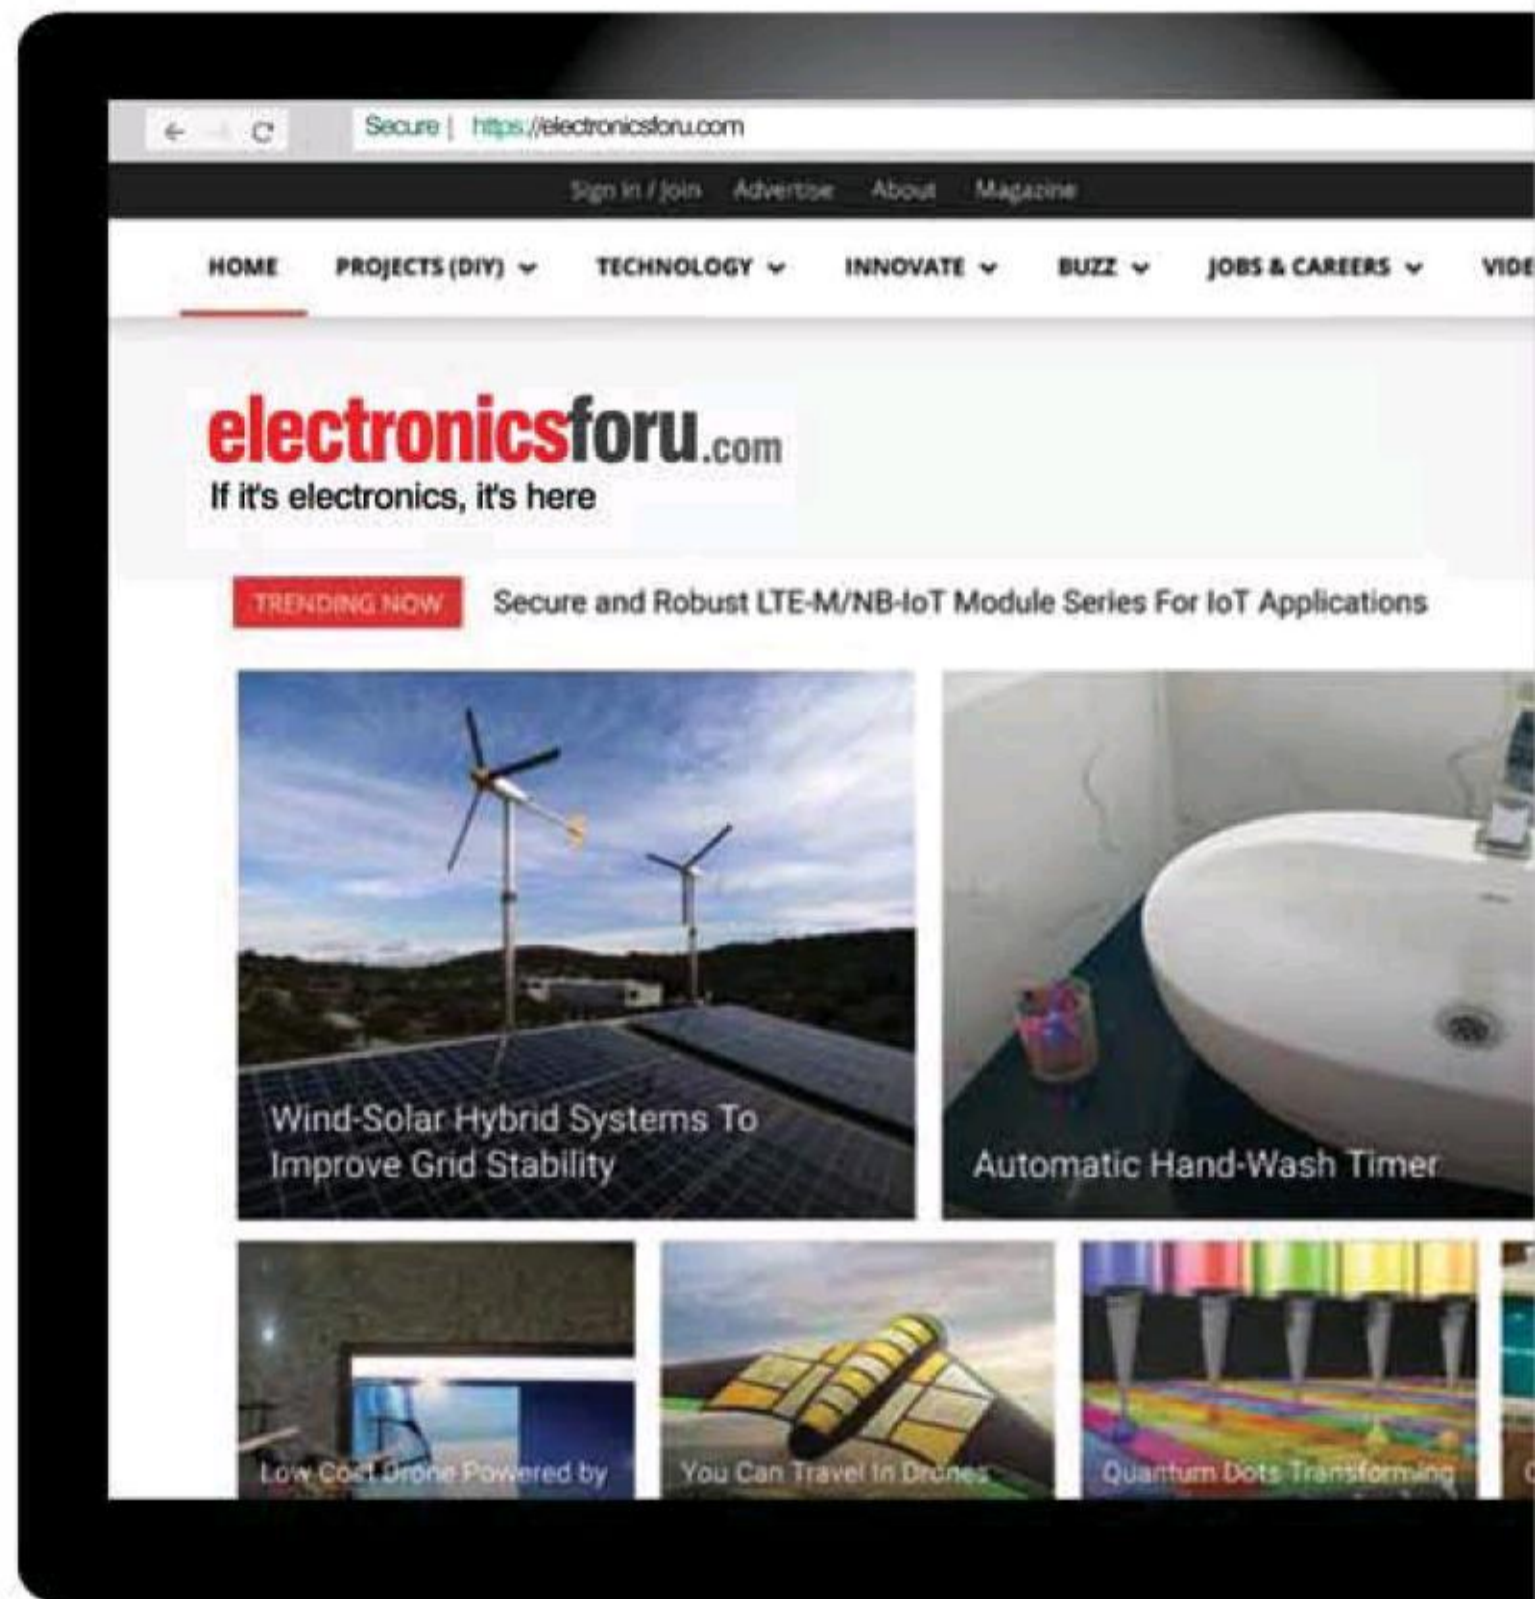 Secure | https://electronicsforu.com
Sign in / Join Advertise About Magazine
HOME PROJECTS (DIY) TECHNOLOGY INNOVATE BUZZ JOBS & CAREERS VIDE
electronicsforu.com
If it's electronics, it's here
TRENDING NOW Secure and Robust LTE-M/NB-IoT Module Series For IoT Applications
Wind-Solar Hybrid Systems To
Improve Grid Stability
Automatic Hand-Wash Timer
Low Cost Drone Powered by
You Can Travel In Drones
Quantum Dots Transforming